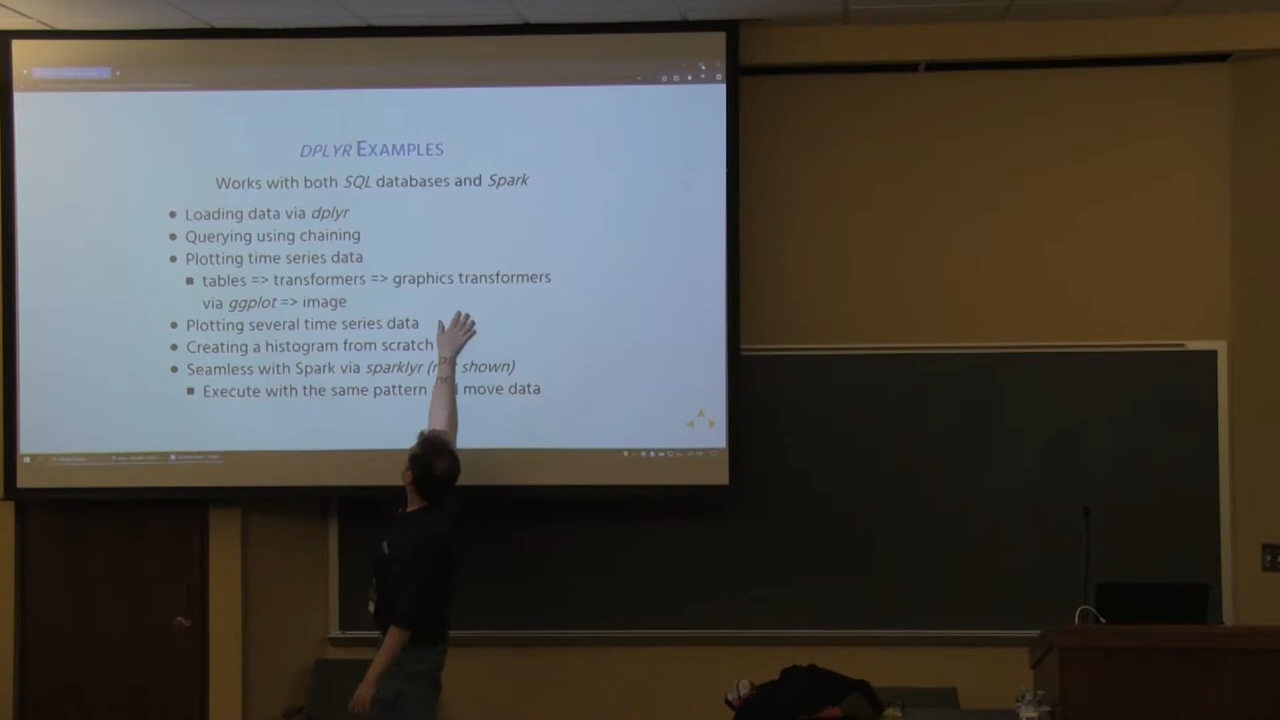 DPLYR EXAMPLES
Works with both SQL databases and Spark
Loading data via dplyr
Querying using chaining
Plotting time series data
tables => transformers => graphics transformers
via ggplot => image
Plotting several time series data
Creating a histogram from scratch
Seamless with Spark via sparklyr ( shown)
Execute with the same pattern move data